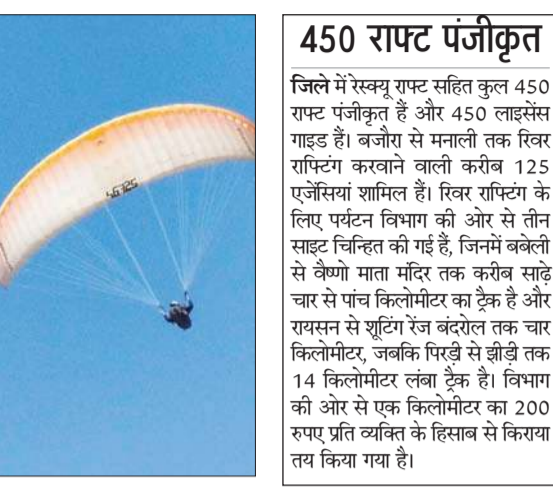 450 राफ्ट पंजीकृत
जिले में रेस्क्यू राफ्ट सहित कुल 450
राफ्ट पंजीकृत हैं और 450 लाइसेंस
गाइड हैं। बजौरा से मनाली तक रिवर
राफ्टिंग करवाने वाली करीब 125
एजेंसियां शामिल हैं। रिवर राफ्टिंग के
लिए पर्यटन विभाग की ओर से तीन
साइट चिन्हित की गई हैं, जिनमें बबेली
से वैष्णो माता मंदिर तक करीब साढ़े
चार से पांच किलोमीटर का ट्रैक है और
रायसन से शूटिंग रेंज बंदरोल तक चार
किलोमीटर, जबकि पिरड़ी से झीड़ी तक
14 किलोमीटर लंबा ट्रैक है। विभाग
की ओर से एक किलोमीटर का 200
रुपए प्रति व्यक्ति के हिसाब से किराया
तय किया गया है।